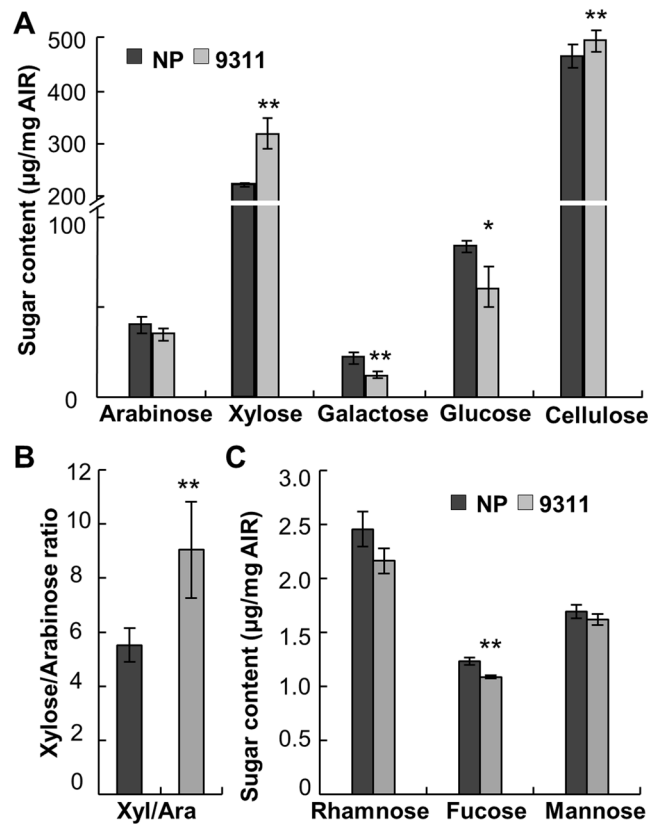 A
Sugar content (µg/mg AIR)
500
400
300
200
100
0
NP 9311
**
**
*
**
Arabinose Xylose Galactose Glucose Cellulose
B
Xylose/Arabinose ratio
12
10
8
6
4
2
0
**
Xyl/Ara
C
Sugar content (µg/mg AIR)
3.0
2.5
2.0
1.5
1.0
0.5
0
NP 9311
**
Rhamnose Fucose Mannose